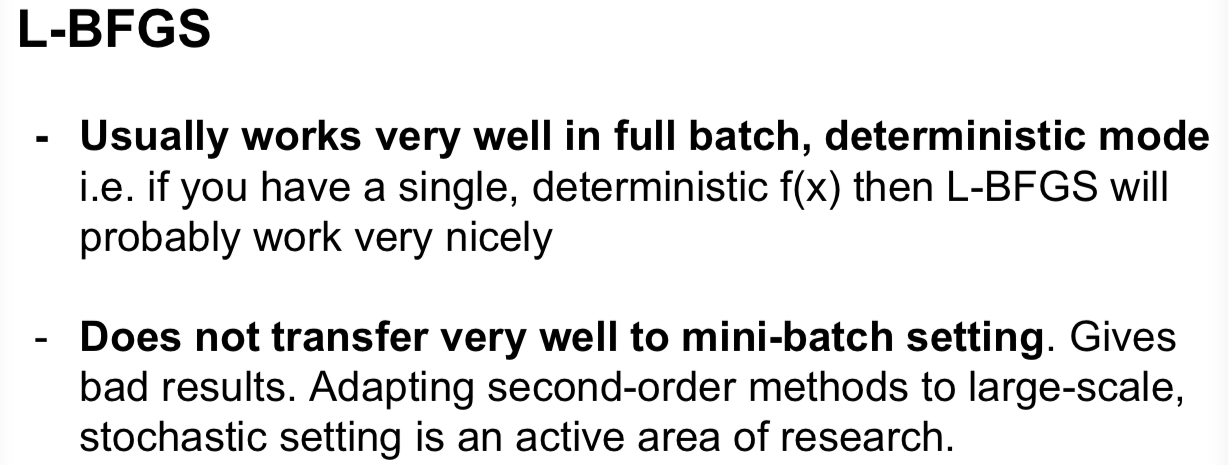 L-BFGS
- Usually works very well in full batch, deterministic mode
i.e. if you have a single, deterministic f(x) then L-BFGS will
probably work very nicely
- Does not transfer very well to mini-batch setting. Gives
bad results. Adapting second-order methods to large-scale,
stochastic setting is an active area of research.